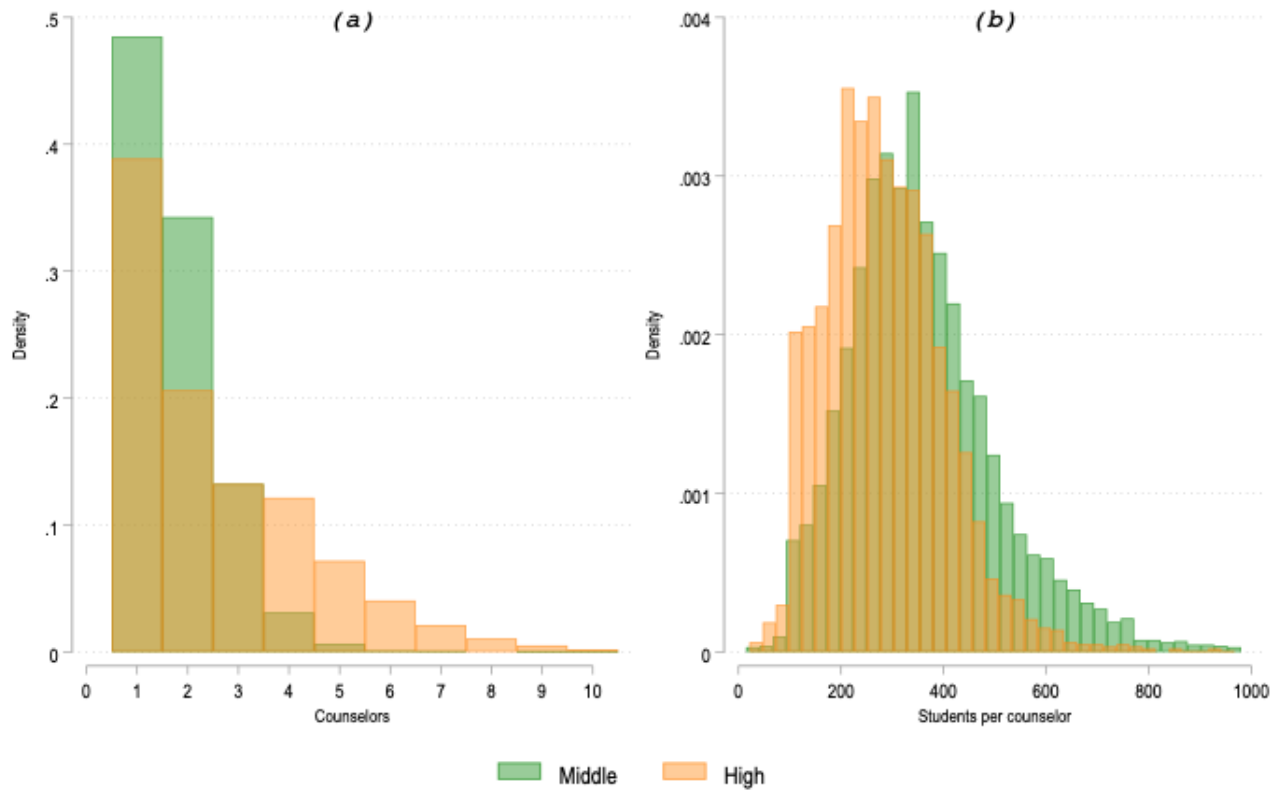 (a)
.5
.4
.3
.2
.1
0
Density
0 1 2 3 4 5 6 7 8 9 10
Counselors
(b)
.004
.003
.002
.001
0
Density
0 200 400 600 800 1000
Students per counselor
Middle High